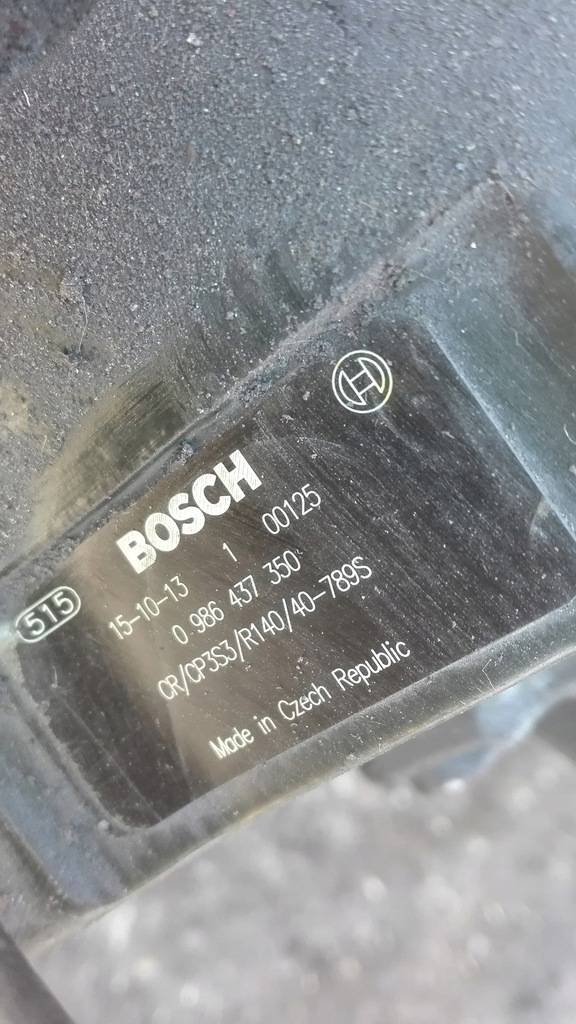 BOSCH
515
15-10-13 1 00125
0 986 437 350
CR/CP3S3/R140/40-789S
Made in Czech Republic